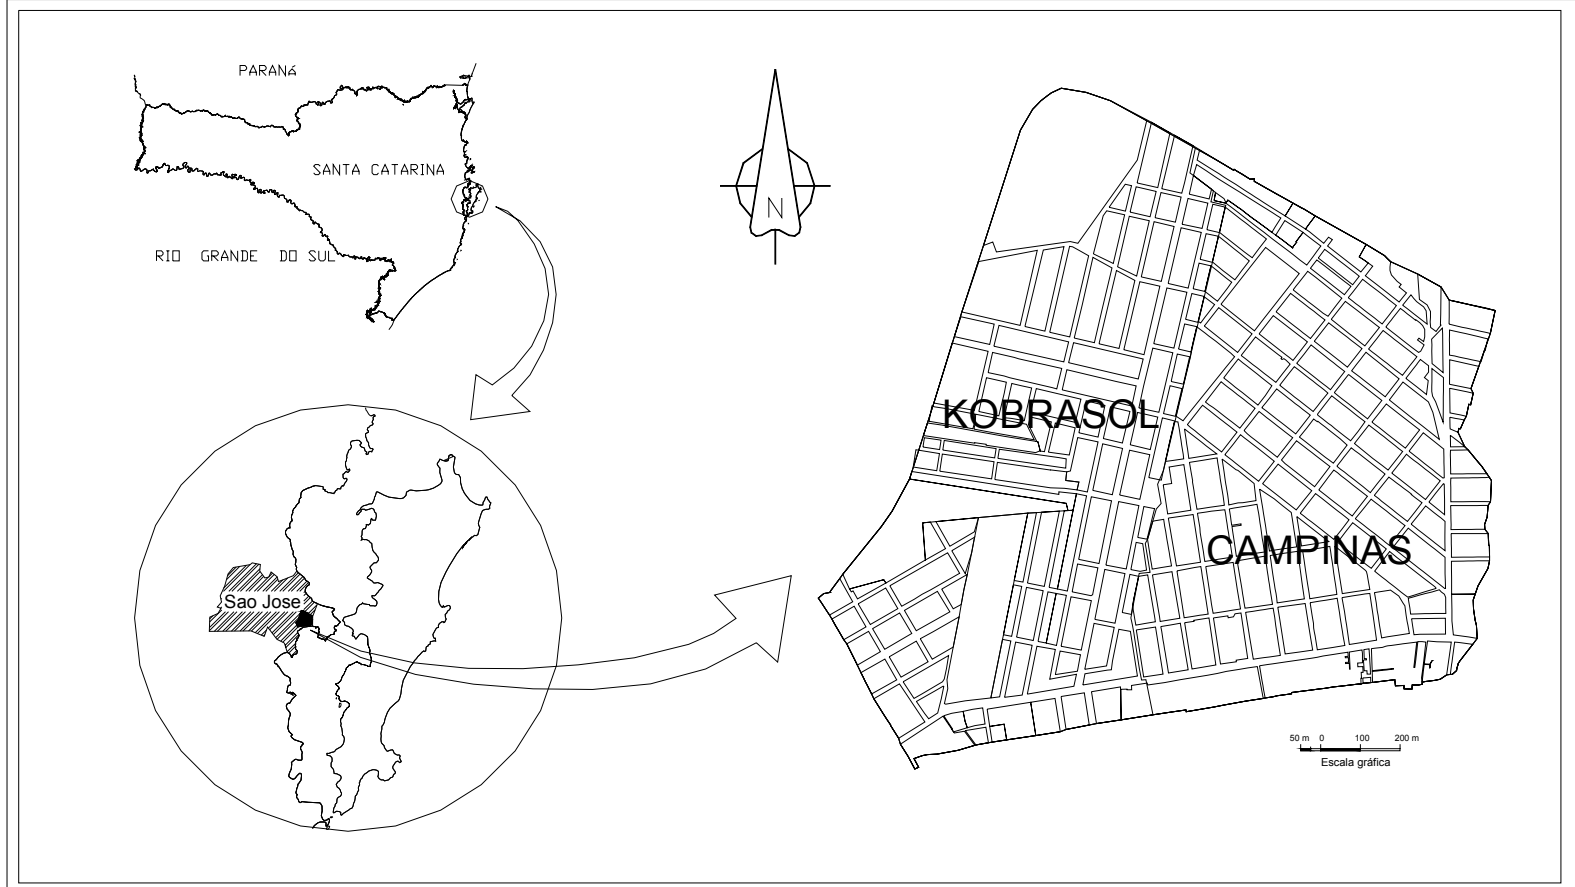 PARANá
SANTA CATARINA
RIO GRANDE DO SUL
N
KOBRASOL
CAMPINAS
Sao Jose
50 m 0 100 200 m
Escala gráfica